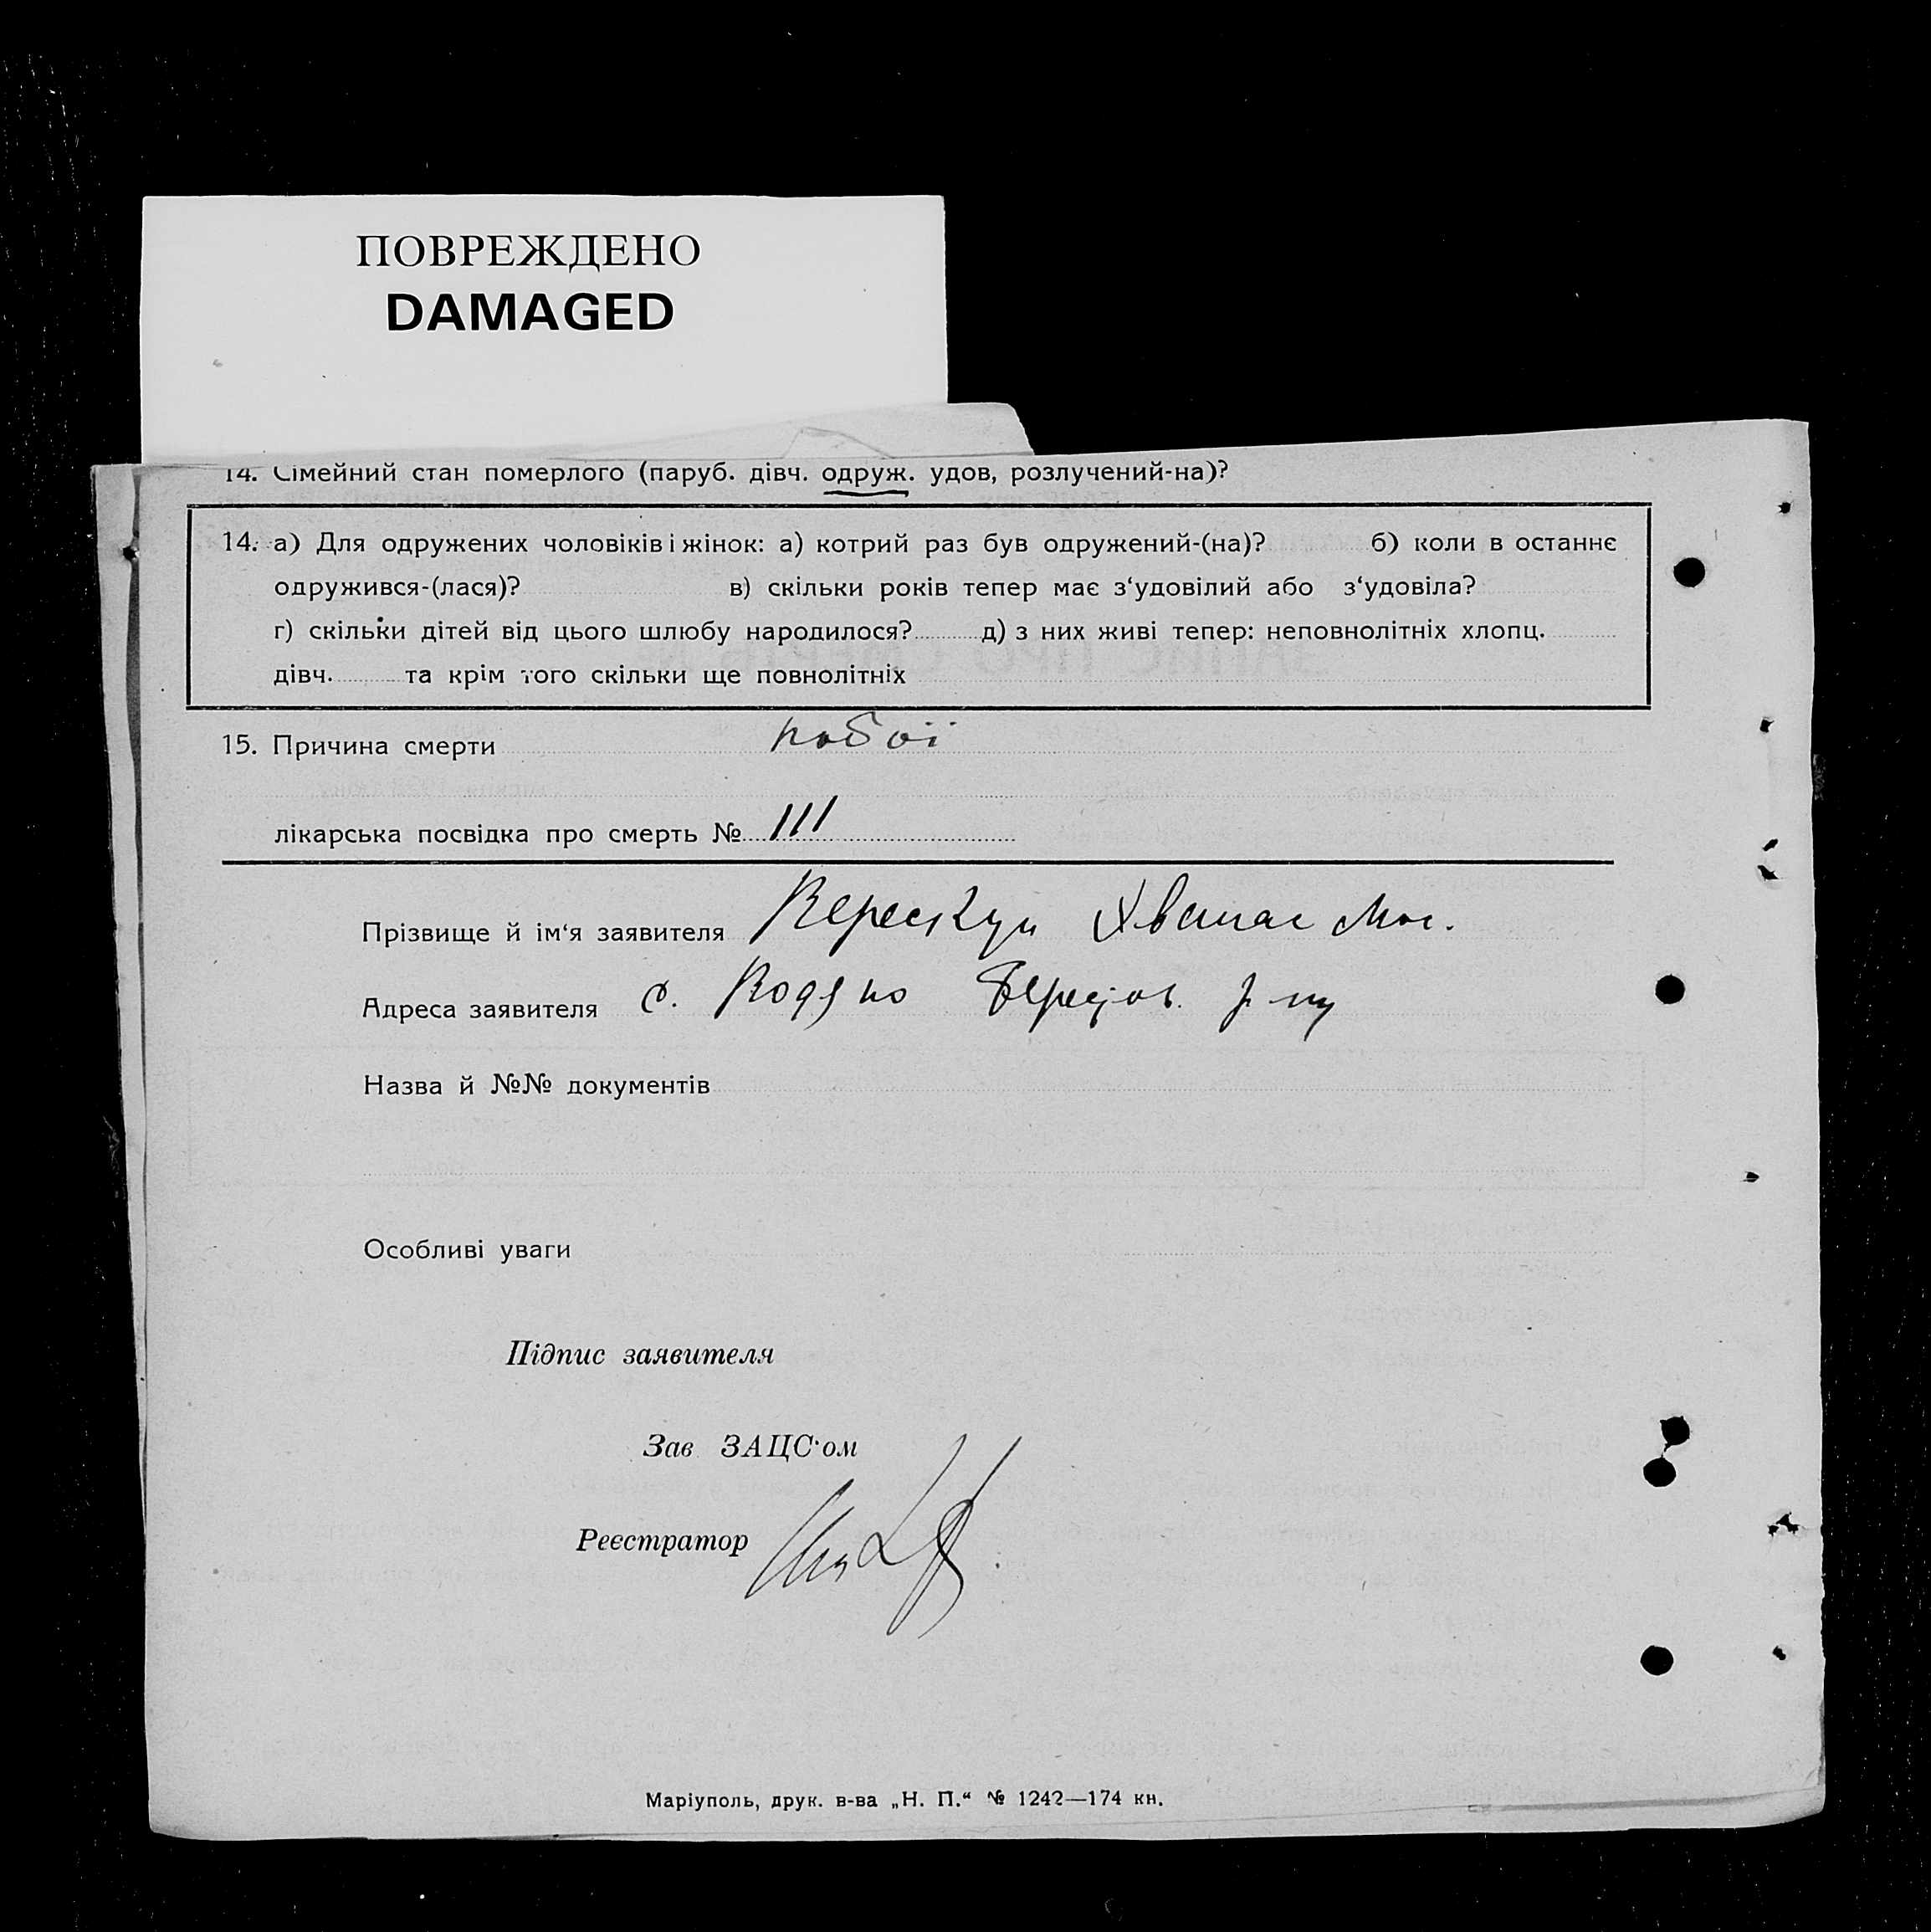 ПОВРЕЖДЕНО
DAMAGED
14. Сімейний стан померлого (паруб. дівч. одруж. удов, розлучений-на)?
14. а) Для одружених чоловіків і жінок: а) котрий раз був одружений-(на)? б) коли в останнє
одружився-(лася)? в) скільки років тепер має з‘удовілий або з‘удовіла?
г) скільки дітей від цього шлюбу народилося? д) з них живі тепер: неповнолітніх хлопц.
дівч. та крім того скільки ще повнолітніх
15. Причина смерти побої
лікарська посвідка про смерть № 111
Прізвище й ім‘я заявителя Верескун
Адреса заявителя с. Водяно р-ну
Назва й №№ документів
Особливі уваги
Підпис заявителя
Зав ЗАЦС‘ом
Реєстратор
Маріуполь, друк. в-ва „Н. П.“ № 1242—174 кн.